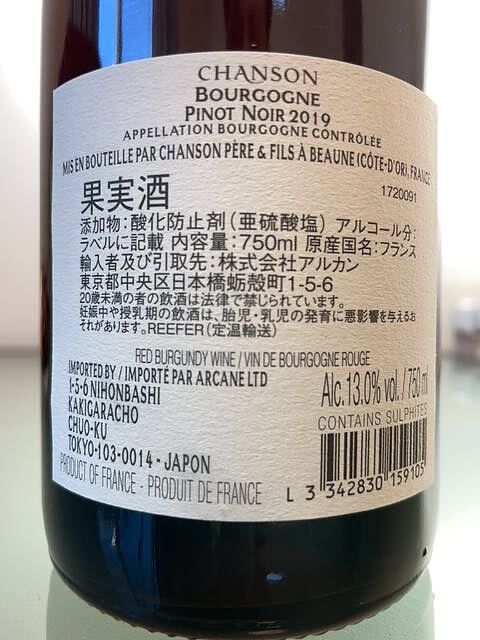 CHANSON
BOURGOGNE
PINOT NOIR 2019
APPELLATION BOURGOGNE CONTRÔLÉE
MIS EN BOUTEILLE PAR CHANSON PÈRE & FILS À BEAUNE (CÔTE-D'OR), FRANCE
1720091
果実酒
添加物:酸化防止剤(亜硫酸塩) アルコール分:
ラベルに記載 内容量:750ml 原産国名:フランス
輸入者及び引取先:株式会社アルカン
東京都中央区日本橋蛎殻町1-5-6
20歳未満の者の飲酒は法律で禁じられています。
妊娠中や授乳期の飲酒は、胎児・乳児の発育に悪影響を与えるお
それがあります。REEFER(定温輸送)
RED BURGUNDY WINE / VIN DE BOURGOGNE ROUGE
IMPORTED BY / IMPORTÉ PAR ARCANE LTD
1-5-6 NIHONBASHI
KAKIGARACHO
CHUO-KU
TOKYO-103-0014 - JAPON
PRODUCT OF FRANCE - PRODUIT DE FRANCE
Alc.13.0% vol. / 750 ml
CONTAINS SULPHITES
L 3 342830 159105